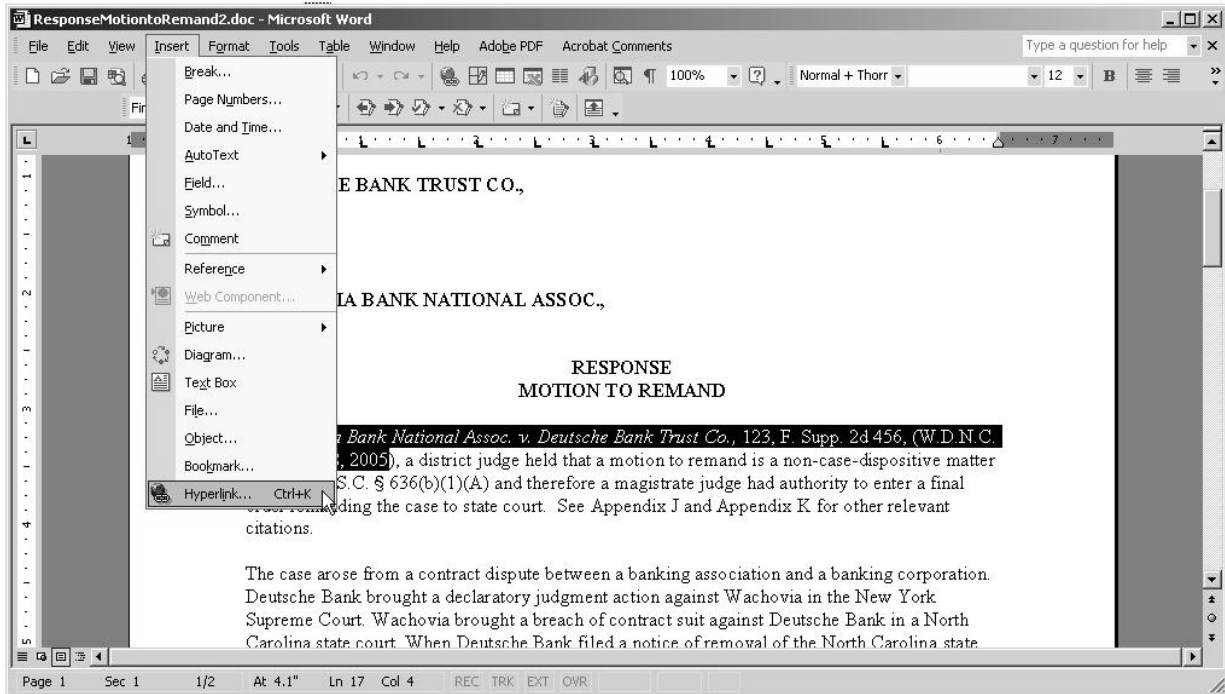 ResponseMotiontoRemand2.doc - Microsoft Word
File Edit View Insert Format Tools Table Window Help Adobe PDF Acrobat Comments Type a question for help
100% Normal + Thorr 12 B
Break...
Page Numbers...
Date and Time...
AutoText
Field...
Symbol...
Comment
Reference
Web Component...
Picture
Diagram...
Text Box
File...
Object...
Bookmark...
Hyperlink... Ctrl+K
1 1 2 3 4 5 6 7
E BANK TRUST CO.,
IA BANK NATIONAL ASSOC.,
RESPONSE
MOTION TO REMAND
Bank National Assoc. v. Deutsche Bank Trust Co., 123, F. Supp. 2d 456, (W.D.N.C.
, 2005), a district judge held that a motion to remand is a non-case-dispositive matter
S.C. § 636(b)(1)(A) and therefore a magistrate judge had authority to enter a final
the case to state court. See Appendix J and Appendix K for other relevant
citations.
The case arose from a contract dispute between a banking association and a banking corporation.
Deutsche Bank brought a declaratory judgment action against Wachovia in the New York
Supreme Court. Wachovia brought a breach of contract suit against Deutsche Bank in a North
Carolina state court. When Deutsche Bank filed a notice of removal of the North Carolina state
Page 1 Sec 1 1/2 At 4.1" Ln 17 Col 4 REC TRK EXT OVR